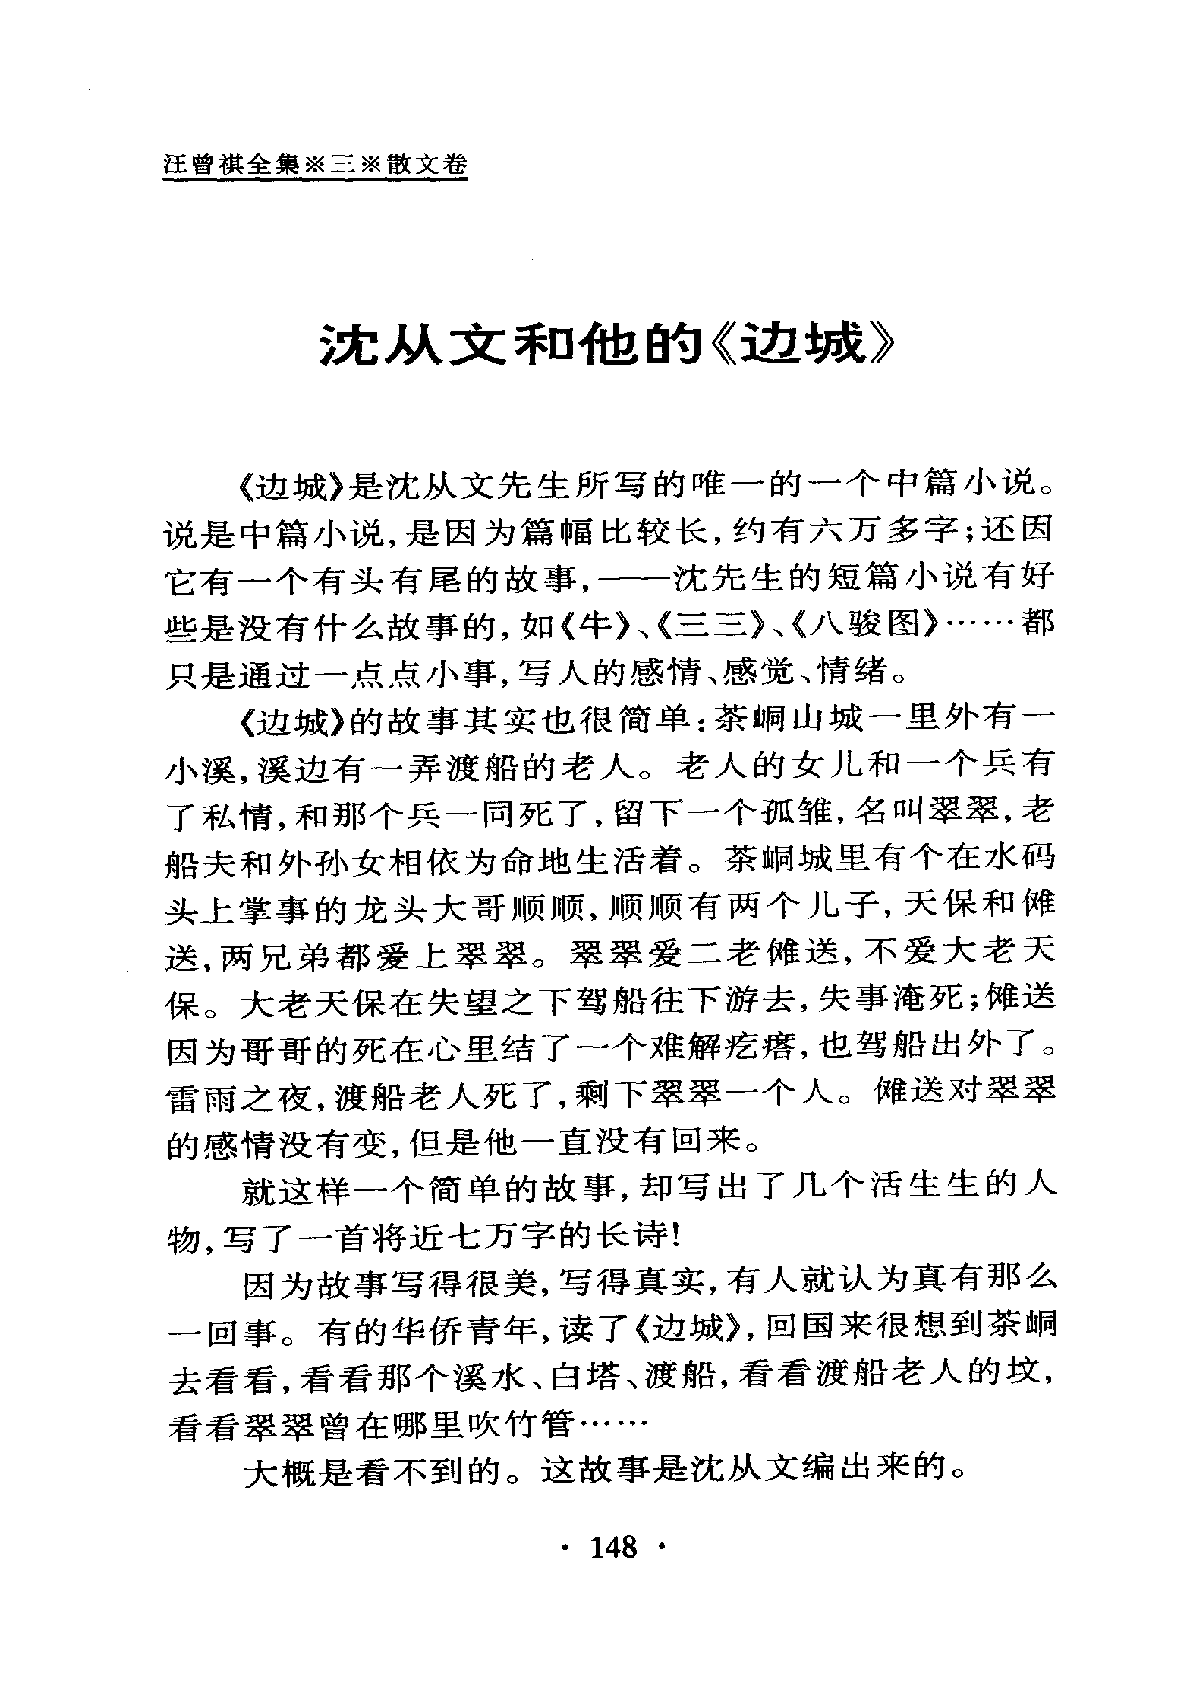 汪曾祺全集※三※散文卷
沈从文和他的《边城》
《边城》是沈从文先生所写的唯一的一个中篇小说。
说是中篇小说,是因为篇幅比较长,约有六万多字;还因
它有一个有头有尾的故事,——沈先生的短篇小说有好
些是没有什么故事的,如《牛》、《三三》、《八骏图》……都
只是通过一点点小事,写人的感情、感觉、情绪。
《边城》的故事其实也很简单:茶峒山城一里外有一
小溪,溪边有一弄渡船的老人。老人的女儿和一个兵有
了私情,和那个兵一同死了,留下一个孤雏,名叫翠翠,老
船夫和外孙女相依为命地生活着。茶峒城里有个在水码
头上掌事的龙头大哥顺顺,顺顺有两个儿子,天保和傩
送,两兄弟都爱上翠翠。翠翠爱二老傩送,不爱大老天
保。大老天保在失望之下驾船往下游去,失事淹死;傩送
因为哥哥的死在心里结了一个难解疙瘩,也驾船出外了。
雷雨之夜,渡船老人死了,剩下翠翠一个人。傩送对翠翠
的感情没有变,但是他一直没有回来。
就这样一个简单的故事,却写出了几个活生生的人
物,写了一首将近七万字的长诗!
因为故事写得很美,写得真实,有人就认为真有那么
一回事。有的华侨青年,读了《边城》,回国来很想到茶峒
去看看,看看那个溪水、白塔、渡船,看看渡船老人的坟,
看看翠翠曾在哪里吹竹管……
大概是看不到的。这故事是沈从文编出来的。
· 148 ·